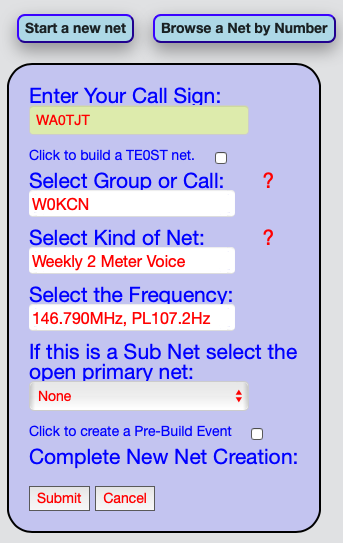 Start a new net
Browse a Net by Number
Enter Your Call Sign:
WA0TJT
Click to build a TE0ST net.
Select Group or Call: ?
W0KCN
Select Kind of Net: ?
Weekly 2 Meter Voice
Select the Frequency:
146.790MHz, PL107.2Hz
If this is a Sub Net select the
open primary net:
None
Click to create a Pre-Build Event
Complete New Net Creation:
Submit
Cancel